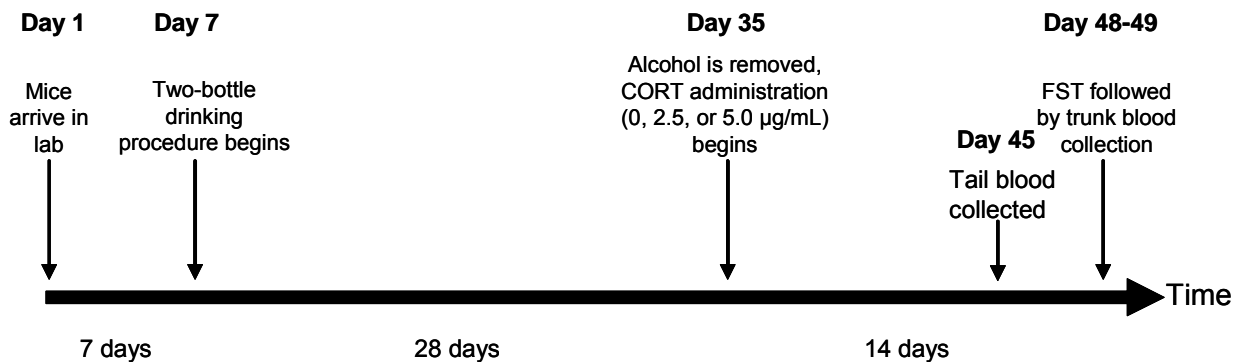 Day 1
Mice
arrive in
lab
Day 7
Two-bottle
drinking
procedure begins
Day 35
Alcohol is removed,
CORT administration
(0, 2.5, or 5.0 µg/mL)
begins
Day 45
Tail blood
collected
Day 48-49
FST followed
by trunk blood
collection
Time
7 days
28 days
14 days